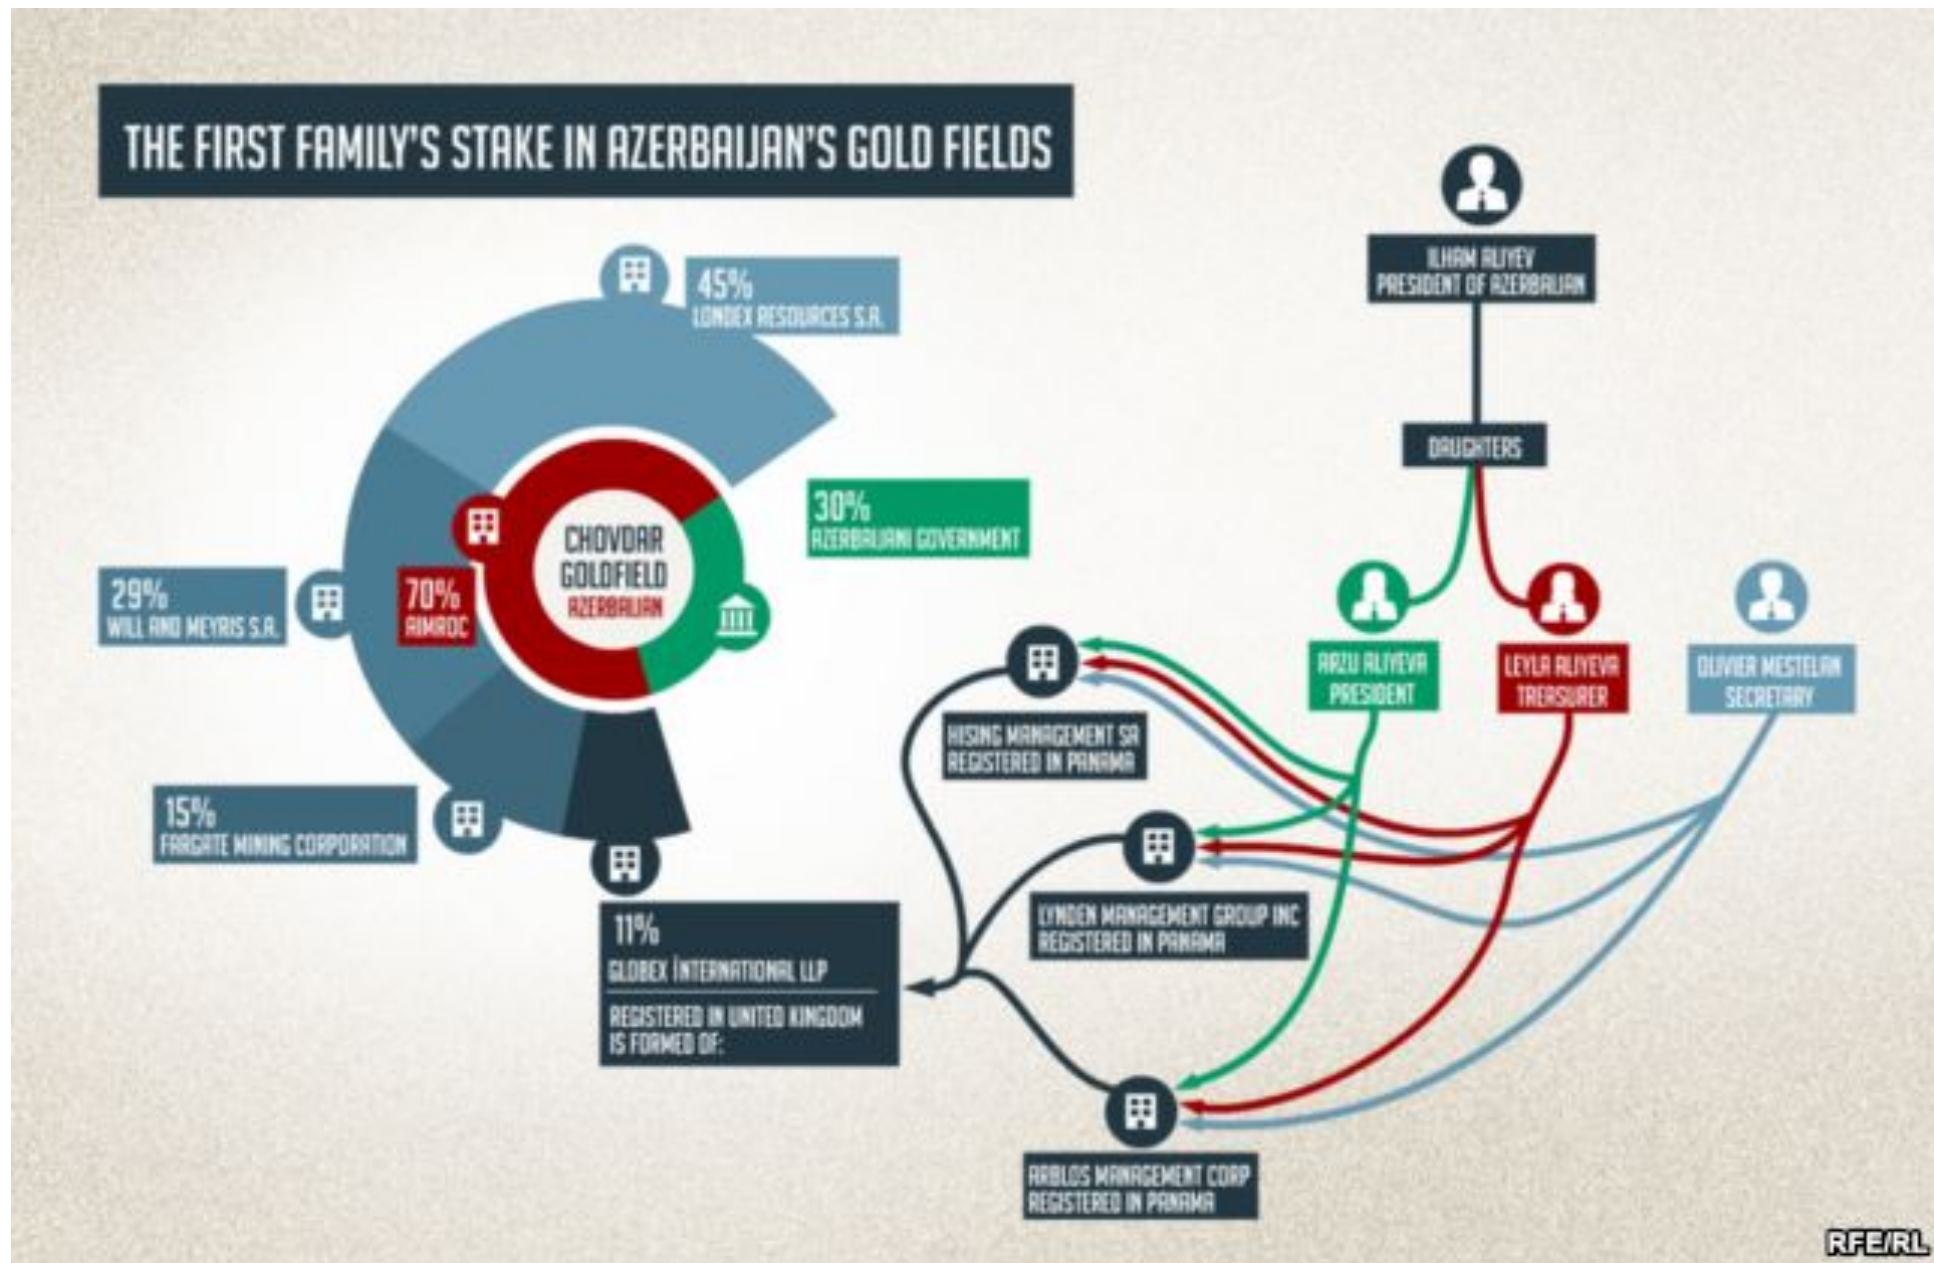 THE FIRST FAMILY'S STAKE IN AZERBAIJAN'S GOLD FIELDS
45%
LONDEX RESOURCES S.A.
30%
AZERBAIJANI GOVERNMENT
CHOVDAR
GOLDFIELD
AZERBAIJAN
70%
AIMROC
29%
WILL AND MEYRIS S.A.
15%
FARGATE MINING CORPORATION
11%
GLOBEX İNTERNATIONAL LLP
REGISTERED IN UNITED KINGDOM
IS FORMED OF:
ILHAM ALIYEV
PRESIDENT OF AZERBAIJAN
DAUGHTERS
ARZU ALIYEVA
PRESIDENT
LEYLA ALIYEVA
TREASURER
OLIVIER MESTELAN
SECRETARY
HISING MANAGEMENT SA
REGISTERED IN PANAMA
LYNDEN MANAGEMENT GROUP INC
REGISTERED IN PANAMA
ARBLOS MANAGEMENT CORP
REGISTERED IN PANAMA
RFE/RL